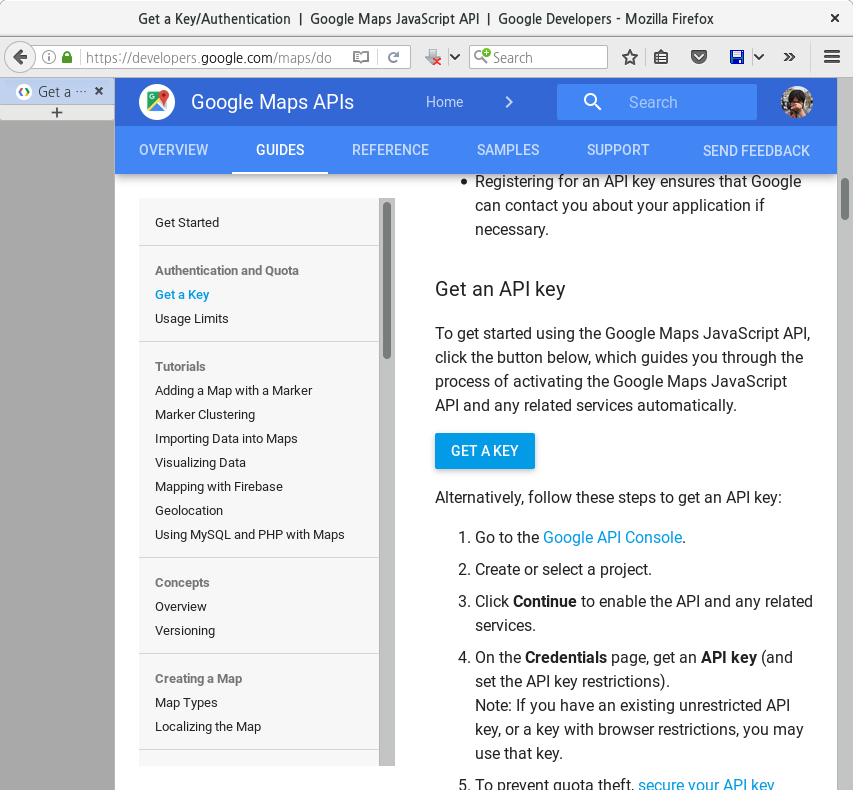 Get a Key/Authentication | Google Maps JavaScript API | Google Developers - Mozilla Firefox
https://developers.google.com/maps/do
Search
Get a ···
Google Maps APIs
Home
Search
OVERVIEW
GUIDES
REFERENCE
SAMPLES
SUPPORT
SEND FEEDBACK
Get Started
Authentication and Quota
Get a Key
Usage Limits
Tutorials
Adding a Map with a Marker
Marker Clustering
Importing Data into Maps
Visualizing Data
Mapping with Firebase
Geolocation
Using MySQL and PHP with Maps
Concepts
Overview
Versioning
Creating a Map
Map Types
Localizing the Map
• Registering for an API key ensures that Google
can contact you about your application if
necessary.
Get an API key
To get started using the Google Maps JavaScript API,
click the button below, which guides you through the
process of activating the Google Maps JavaScript
API and any related services automatically.
GET A KEY
Alternatively, follow these steps to get an API key:
1. Go to the Google API Console.
2. Create or select a project.
3. Click Continue to enable the API and any related
services.
4. On the Credentials page, get an API key (and
set the API key restrictions).
Note: If you have an existing unrestricted API
key, or a key with browser restrictions, you may
use that key.
5. To prevent quota theft, secure your API key